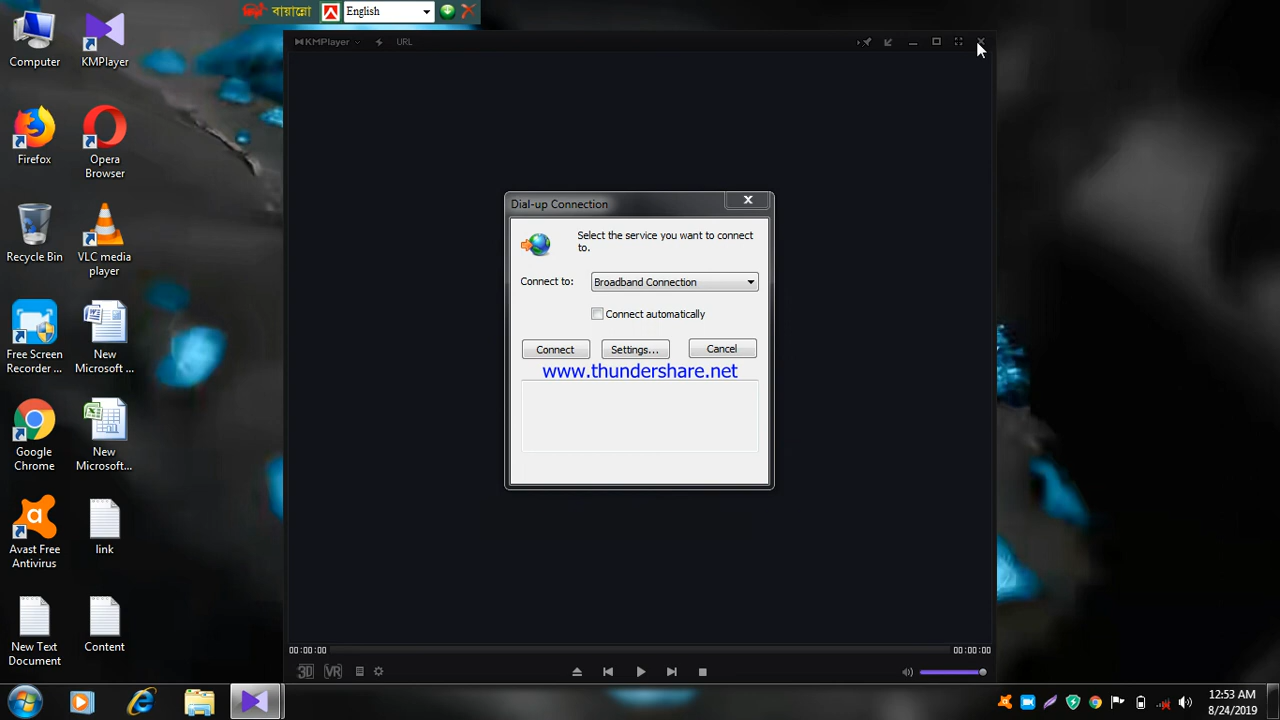 বায়ান্নো English
KMPlayer URL
Computer
KMPlayer
Firefox
Opera
Browser
Recycle Bin
VLC media
player
Free Screen
Recorder ...
New
Microsoft ...
Google
Chrome
New
Microsoft...
Avast Free
Antivirus
link
New Text
Document
Content
Dial-up Connection
Select the service you want to connect
to.
Connect to: Broadband Connection
Connect automatically
Connect Settings... Cancel
www.thundershare.net
00:00:00 00:00:00
3D VR
12:53 AM
8/24/2019